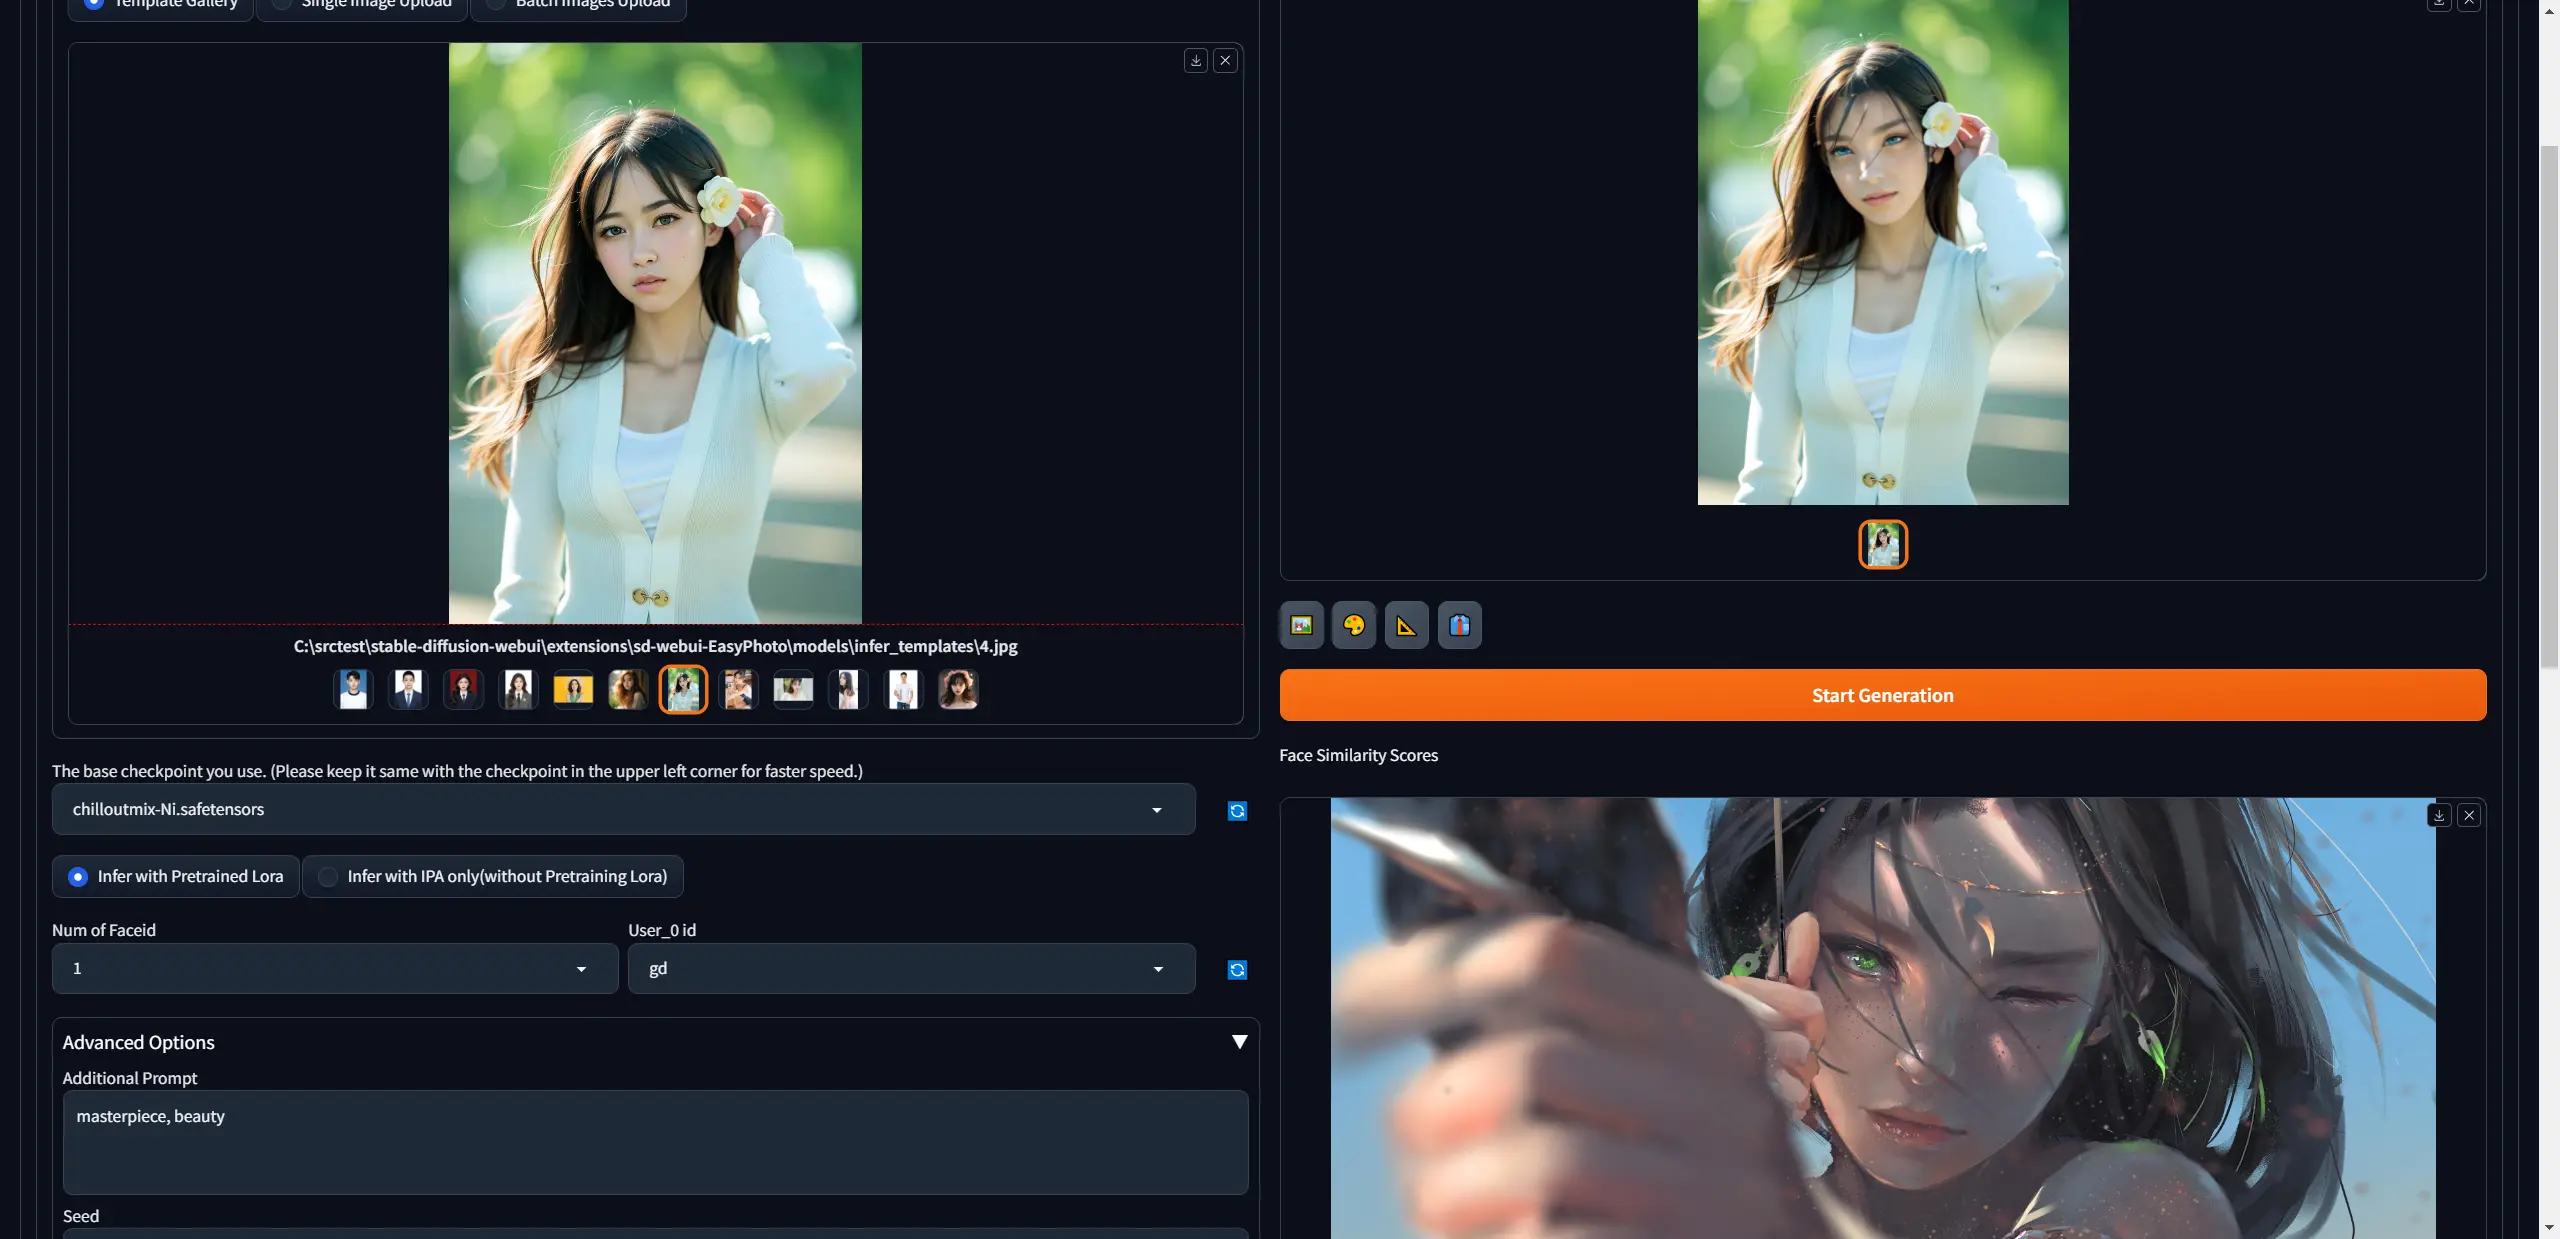 Template Gallery
Single Image Upload
Batch Images Upload
C:\srctest\stable-diffusion-webui\extensions\sd-webui-EasyPhoto\models\infer_templates\4.jpg
The base checkpoint you use. (Please keep it same with the checkpoint in the upper left corner for faster speed.)
chilloutmix-Ni.safetensors
Infer with Pretrained Lora
Infer with IPA only(without Pretraining Lora)
Num of Faceid
User_0 id
1
gd
Advanced Options
Additional Prompt
masterpiece, beauty
Seed
Start Generation
Face Similarity Scores